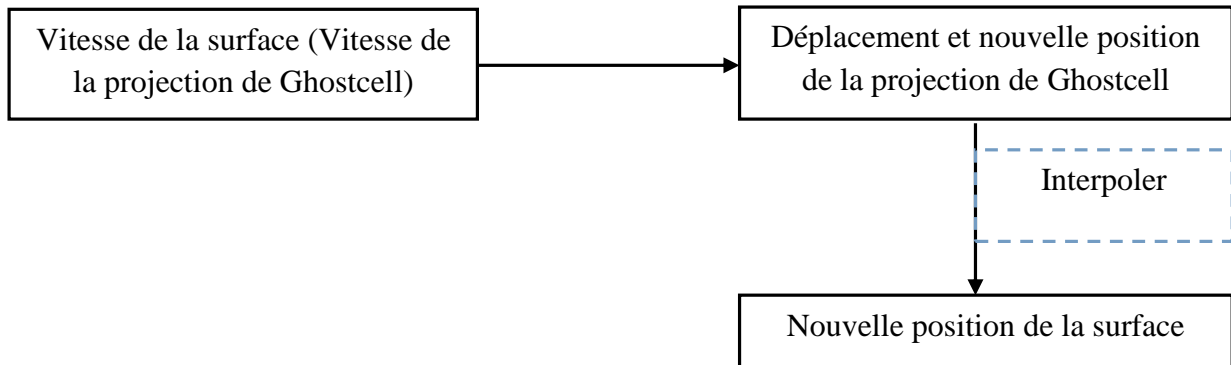 Vitesse de la surface (Vitesse de
la projection de Ghostcell)
Déplacement et nouvelle position
de la projection de Ghostcell
Interpoler
Nouvelle position de la surface